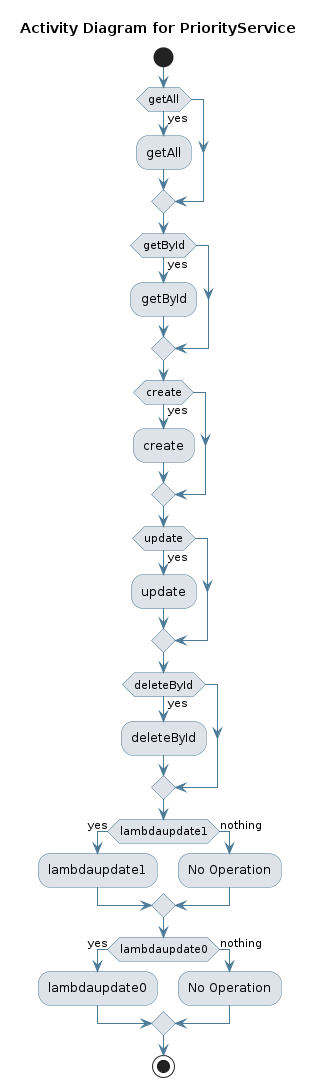 Activity Diagram for PriorityService
getAll
yes
getAll
getById
yes
getById
create
yes
create
update
yes
update
deleteById
yes
deleteById
yes lambdaupdate1 nothing
lambdaupdate1 No Operation
yes lambdaupdate0 nothing
lambdaupdate0 No Operation